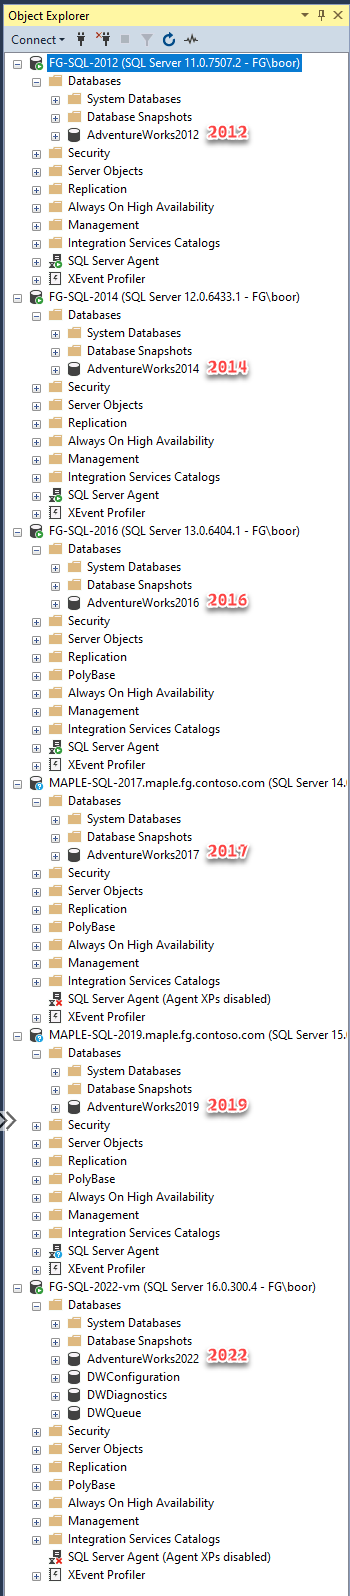 Object Explorer
Connect
FG-SQL-2012 (SQL Server 11.0.7507.2 - FG\boor)
Databases
System Databases
Database Snapshots
AdventureWorks2012 2012
Security
Server Objects
Replication
Always On High Availability
Management
Integration Services Catalogs
SQL Server Agent
XEvent Profiler
FG-SQL-2014 (SQL Server 12.0.6433.1 - FG\boor)
Databases
System Databases
Database Snapshots
AdventureWorks2014 2014
Security
Server Objects
Replication
Always On High Availability
Management
Integration Services Catalogs
SQL Server Agent
XEvent Profiler
FG-SQL-2016 (SQL Server 13.0.6404.1 - FG\boor)
Databases
System Databases
Database Snapshots
AdventureWorks2016 2016
Security
Server Objects
Replication
PolyBase
Always On High Availability
Management
Integration Services Catalogs
SQL Server Agent
XEvent Profiler
MAPLE-SQL-2017.maple.fg.contoso.com (SQL Server 14.
Databases
System Databases
Database Snapshots
AdventureWorks2017 2017
Security
Server Objects
Replication
PolyBase
Always On High Availability
Management
Integration Services Catalogs
SQL Server Agent (Agent XPs disabled)
XEvent Profiler
MAPLE-SQL-2019.maple.fg.contoso.com (SQL Server 15.
Databases
System Databases
Database Snapshots
AdventureWorks2019 2019
Security
Server Objects
Replication
PolyBase
Always On High Availability
Management
Integration Services Catalogs
SQL Server Agent
XEvent Profiler
FG-SQL-2022-vm (SQL Server 16.0.300.4 - FG\boor)
Databases
System Databases
Database Snapshots
AdventureWorks2022 2022
DWConfiguration
DWDiagnostics
DWQueue
Security
Server Objects
Replication
PolyBase
Always On High Availability
Management
Integration Services Catalogs
SQL Server Agent (Agent XPs disabled)
XEvent Profiler